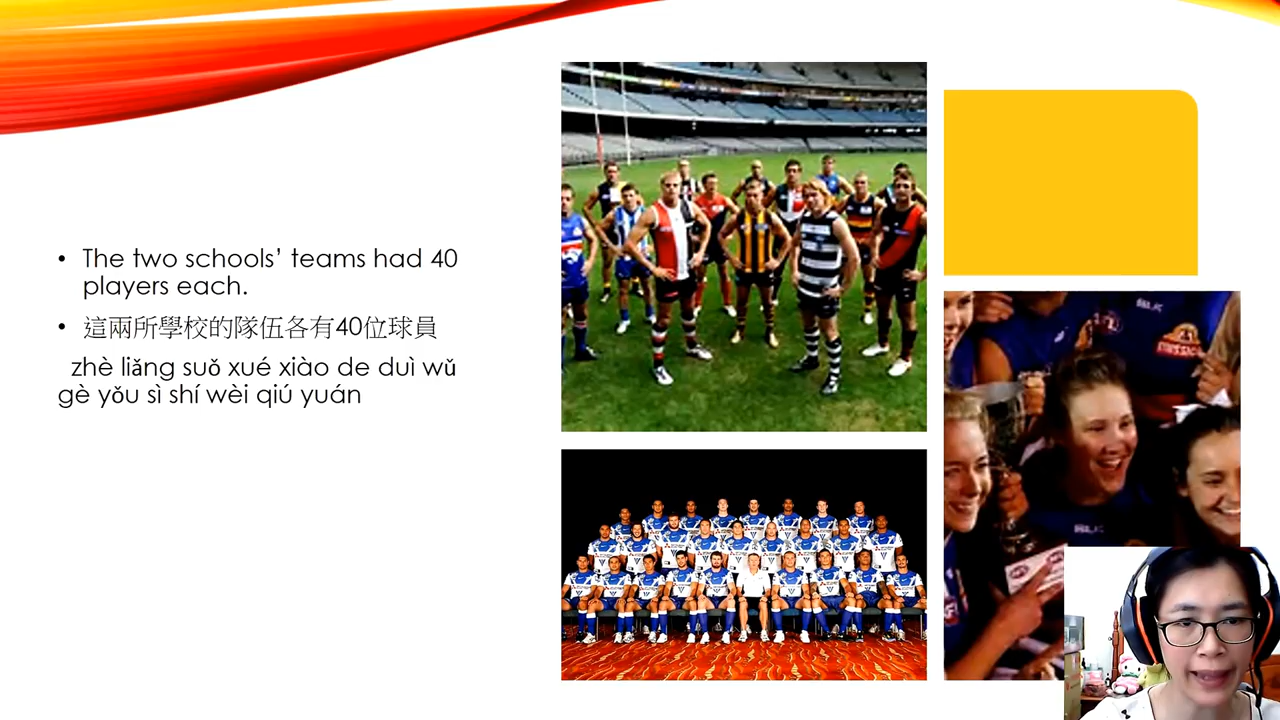 • The two schools’ teams had 40
players each.
• 這兩所學校的隊伍各有40位球員
zhè liǎng suǒ xué xiào de duì wǔ
gè yǒu sì shí wèi qiú yuán